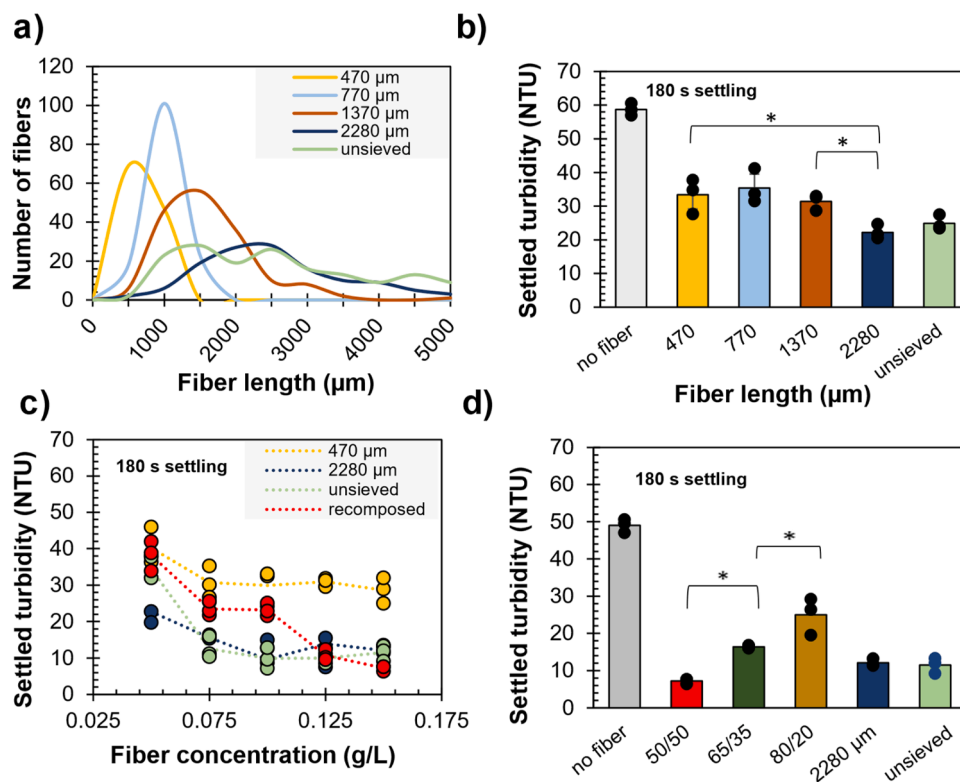 a)
Number of fibers
120
100
80
60
40
20
0
470 µm
770 µm
1370 µm
2280 µm
unsieved
0
1000
2000
3000
4000
5000
Fiber length (µm)
b)
Settled turbidity (NTU)
70
60
50
40
30
20
10
0
180 s settling
*
*
no fiber
470
770
1370
2280
unsieved
Fiber length (µm)
c)
Settled turbidity (NTU)
70
60
50
40
30
20
10
0
180 s settling
470 µm
2280 µm
unsieved
recomposed
0.025
0.075
0.125
0.175
Fiber concentration (g/L)
d)
Settled turbidity (NTU)
70
60
50
40
30
20
10
0
180 s settling
*
*
no fiber
50/50
65/35
80/20
2280 µm
unsieved